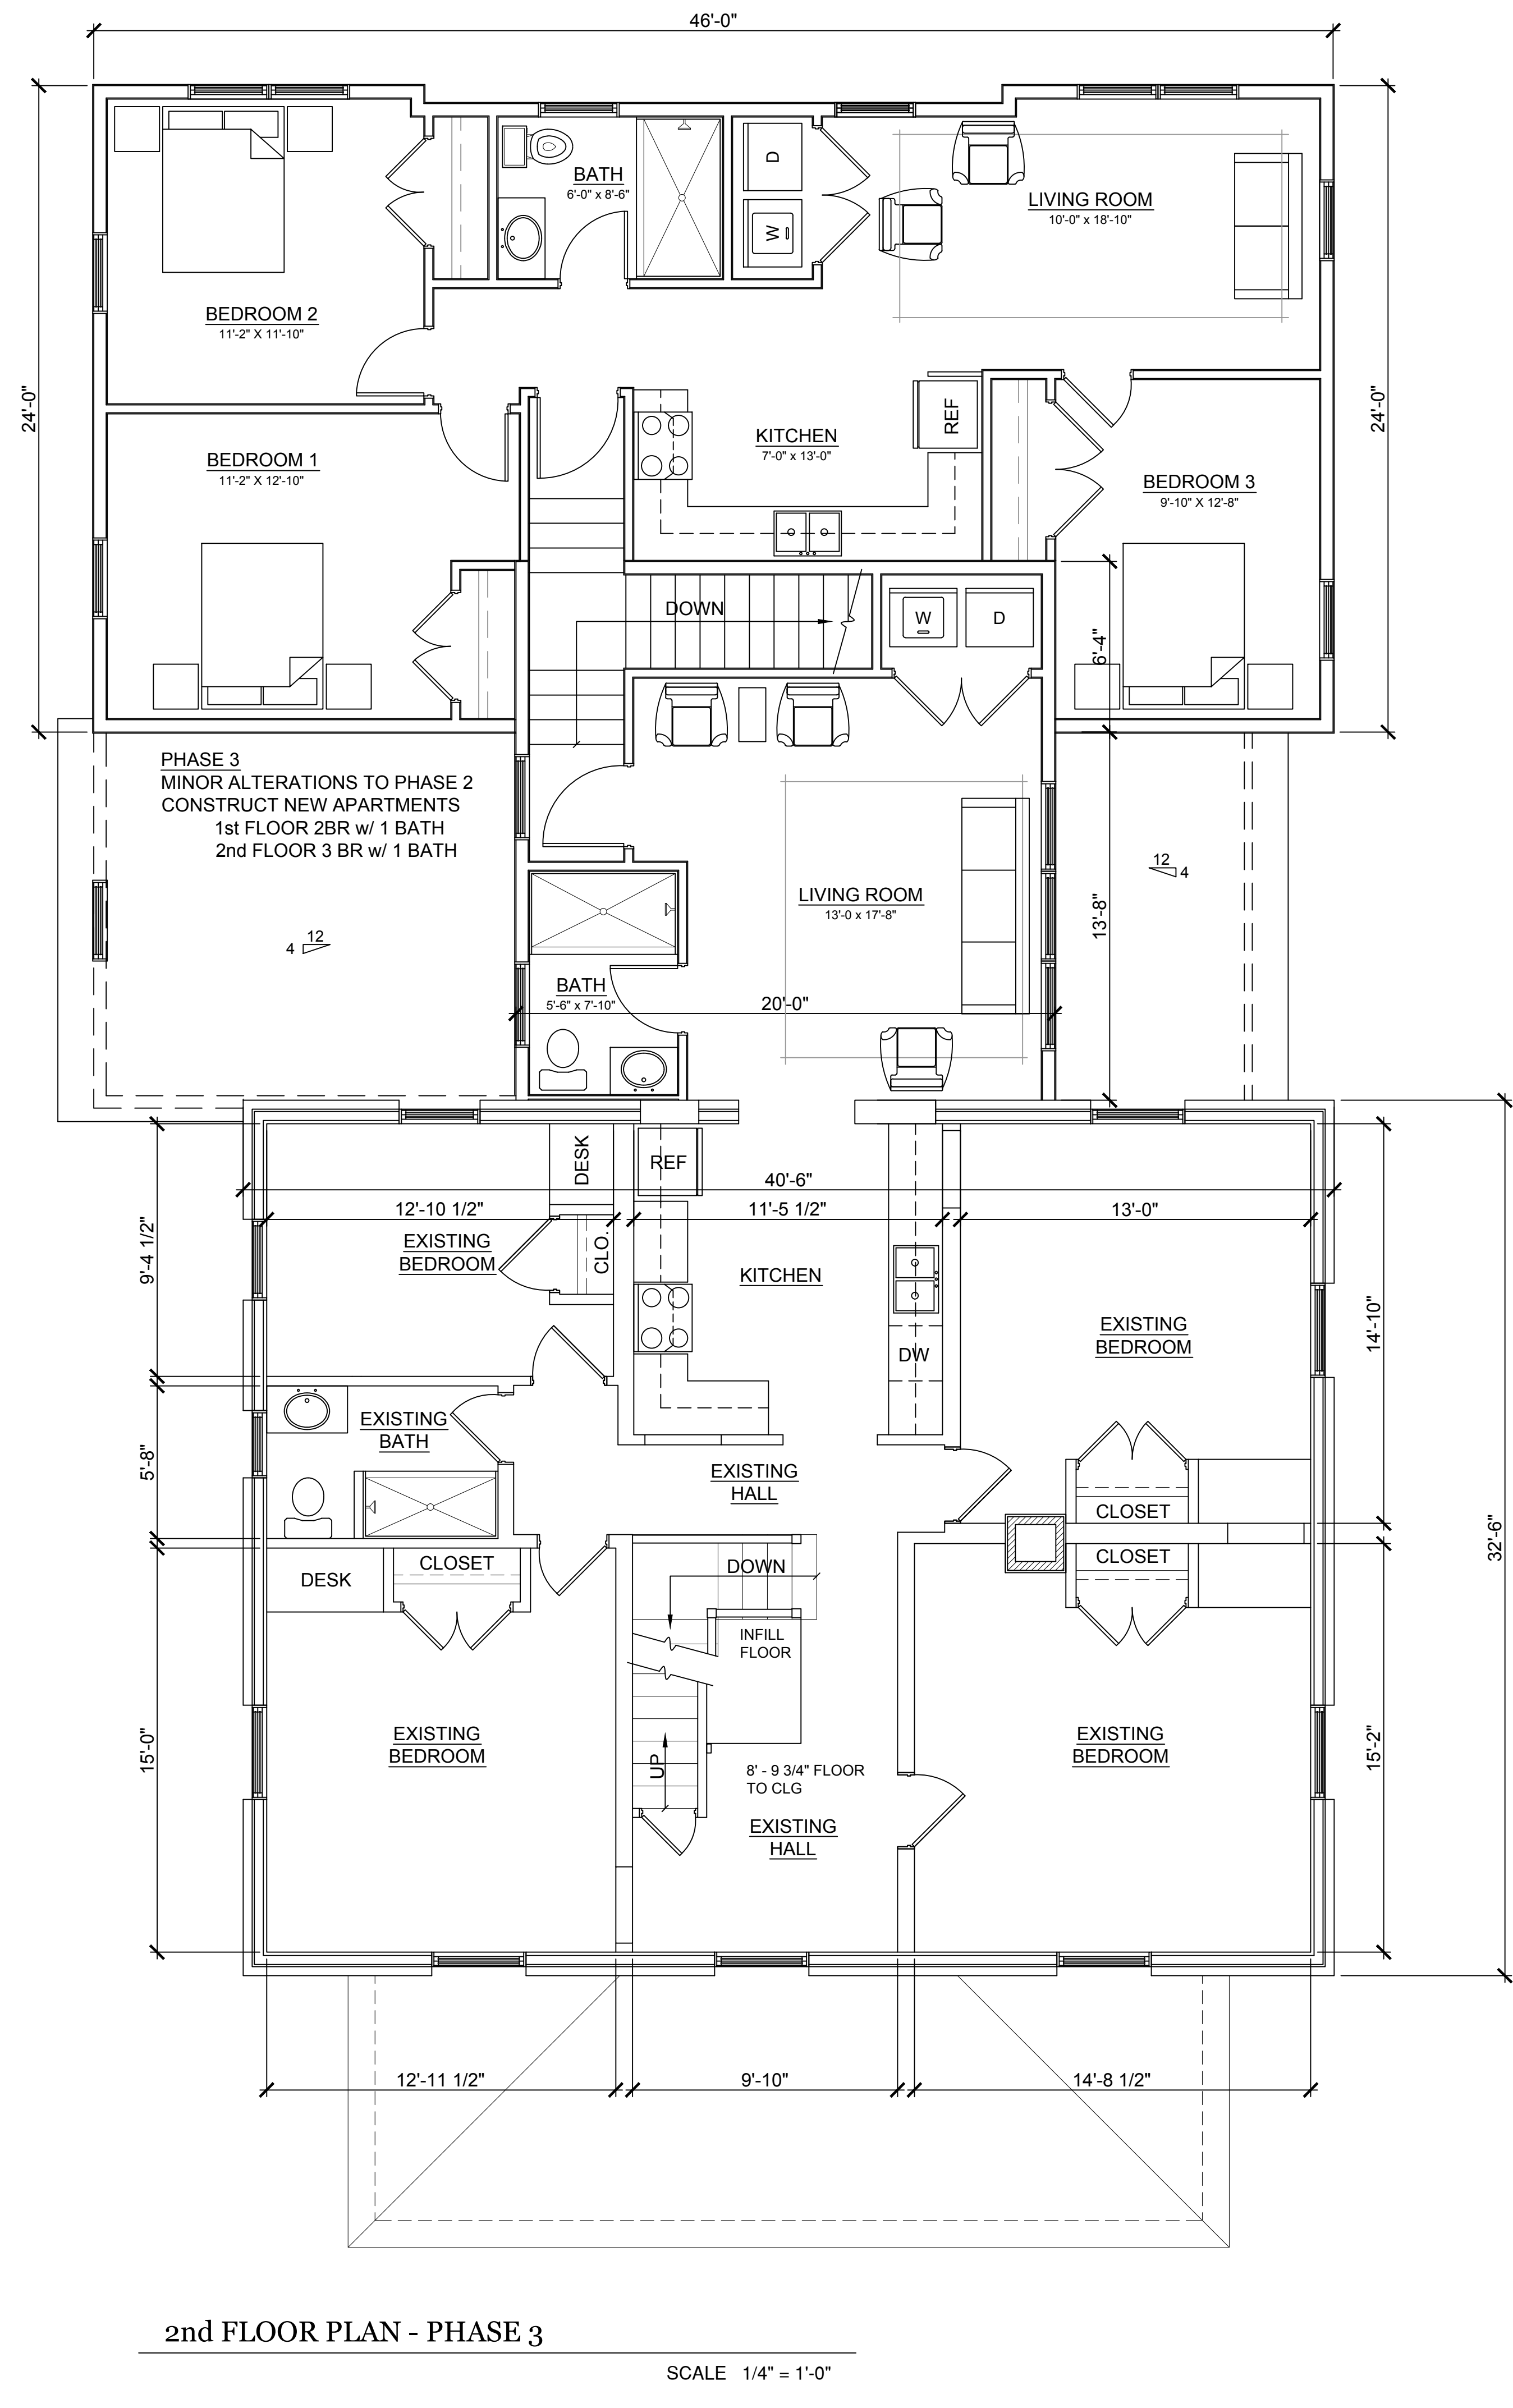 46'-0"
24'-0"
24'-0"
BATH
6'-0" x 8'-6"
D
W
LIVING ROOM
10'-0" x 18'-10"
BEDROOM 2
11'-2" X 11'-10"
BEDROOM 1
11'-2" X 12'-10"
KITCHEN
7'-0" x 13'-0"
REF
BEDROOM 3
9'-10" X 12'-8"
DOWN
W
D
6'-4"
PHASE 3
MINOR ALTERATIONS TO PHASE 2
CONSTRUCT NEW APARTMENTS
1st FLOOR 2BR w/ 1 BATH
2nd FLOOR 3 BR w/ 1 BATH
12
4
12
4
LIVING ROOM
13'-0 x 17'-8"
13'-8"
BATH
5'-6" x 7'-10"
20'-0"
DESK
REF
40'-6"
12'-10 1/2"
11'-5 1/2"
13'-0"
9'-4 1/2"
EXISTING
BEDROOM
CLO.
KITCHEN
EXISTING
BEDROOM
14'-10"
DW
EXISTING
BATH
5'-8"
EXISTING
HALL
CLOSET
CLOSET
32'-6"
DESK
CLOSET
DOWN
INFILL
FLOOR
EXISTING
BEDROOM
15'-0"
UP
8' - 9 3/4" FLOOR
TO CLG
EXISTING
HALL
EXISTING
BEDROOM
15'-2"
12'-11 1/2"
9'-10"
14'-8 1/2"
2nd FLOOR PLAN - PHASE 3
SCALE 1/4" = 1'-0"